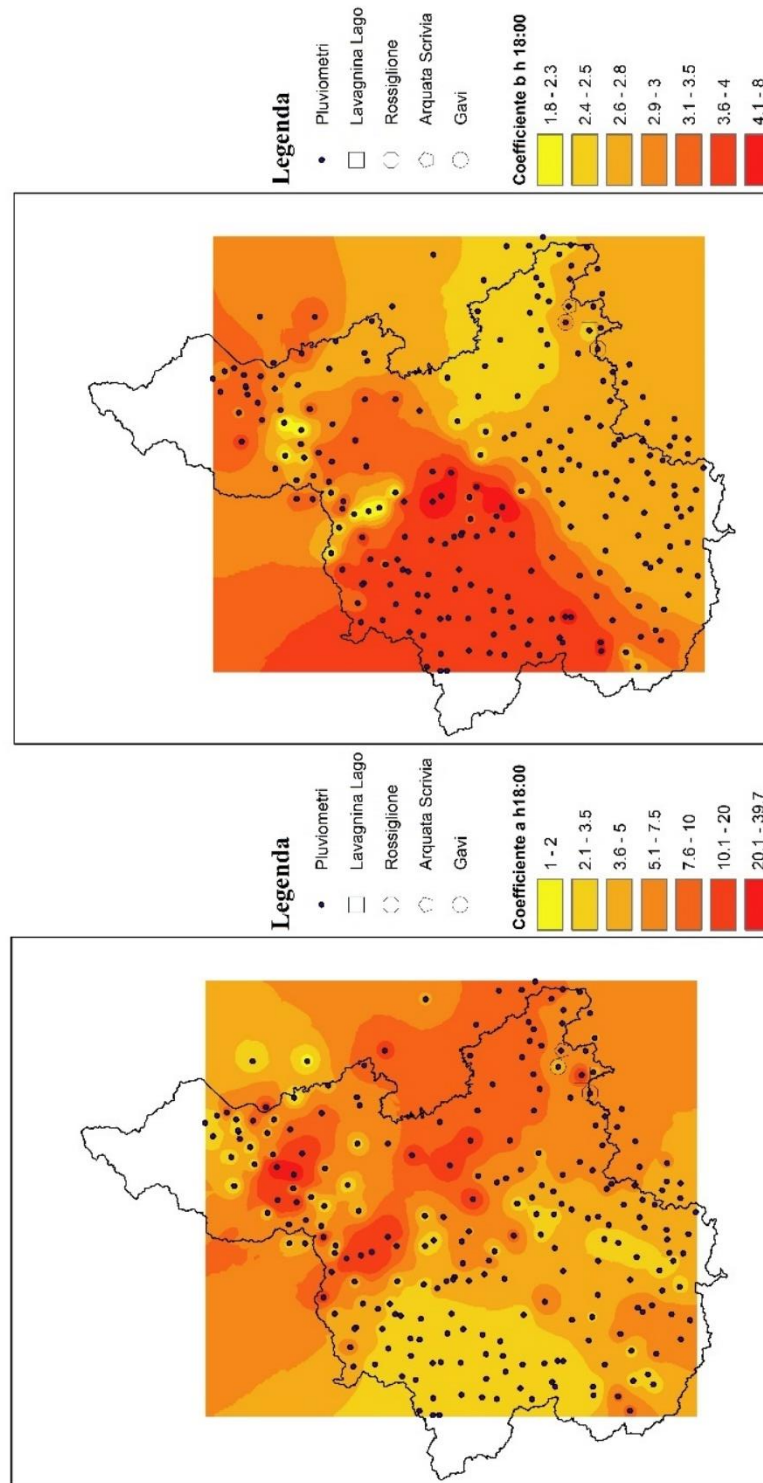 Legenda
Pluviometri
Lavagnina Lago
Rossiglione
Arquata Scrivia
Gavi
Coefficiente a h18:00
1 - 2
2.1 - 3.5
3.6 - 5
5.1 - 7.5
7.6 - 10
10.1 - 20
20.1 - 39.7
Legenda
Pluviometri
Lavagnina Lago
Rossiglione
Arquata Scrivia
Gavi
Coefficiente b h 18:00
1.8 - 2.3
2.4 - 2.5
2.6 - 2.8
2.9 - 3
3.1 - 3.5
3.6 - 4
4.1 - 8